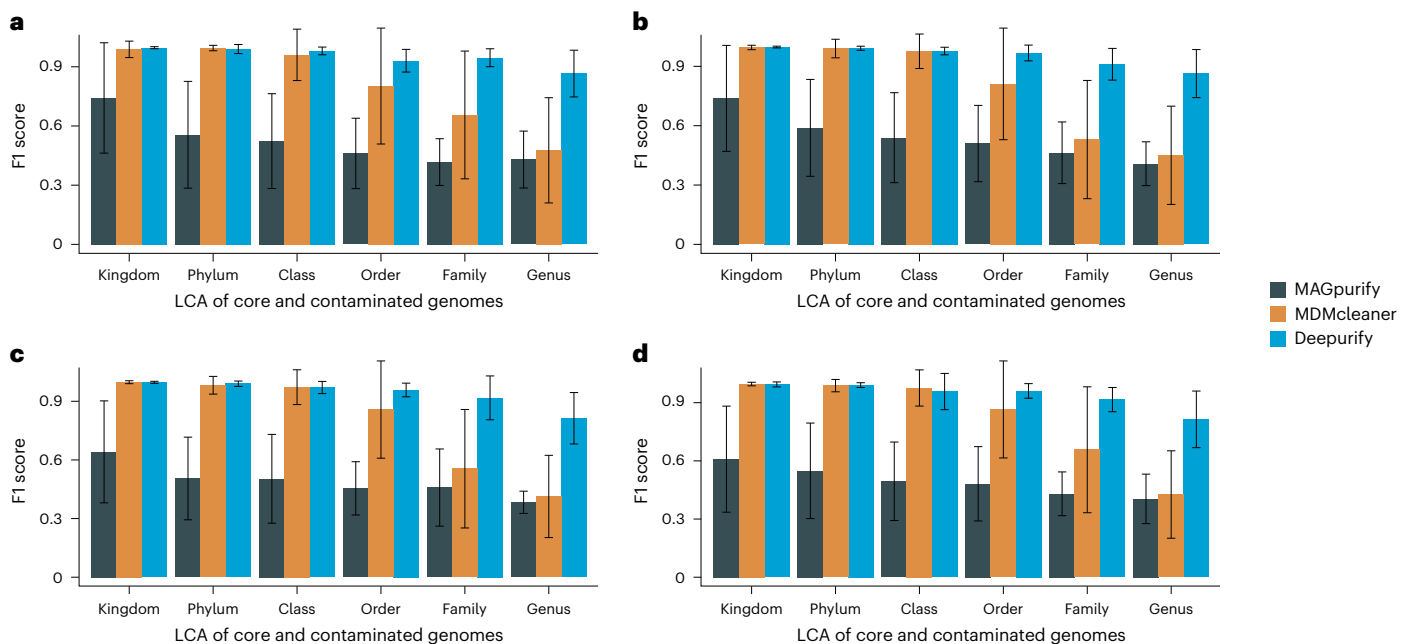 a
F1 score
0.9
0.6
0.3
0
Kingdom Phylum Class Order Family Genus
LCA of core and contaminated genomes
b
F1 score
0.9
0.6
0.3
0
Kingdom Phylum Class Order Family Genus
LCA of core and contaminated genomes
MAGpurify
MDMcleaner
Deepurify
c
F1 score
0.9
0.6
0.3
0
Kingdom Phylum Class Order Family Genus
LCA of core and contaminated genomes
d
F1 score
0.9
0.6
0.3
0
Kingdom Phylum Class Order Family Genus
LCA of core and contaminated genomes